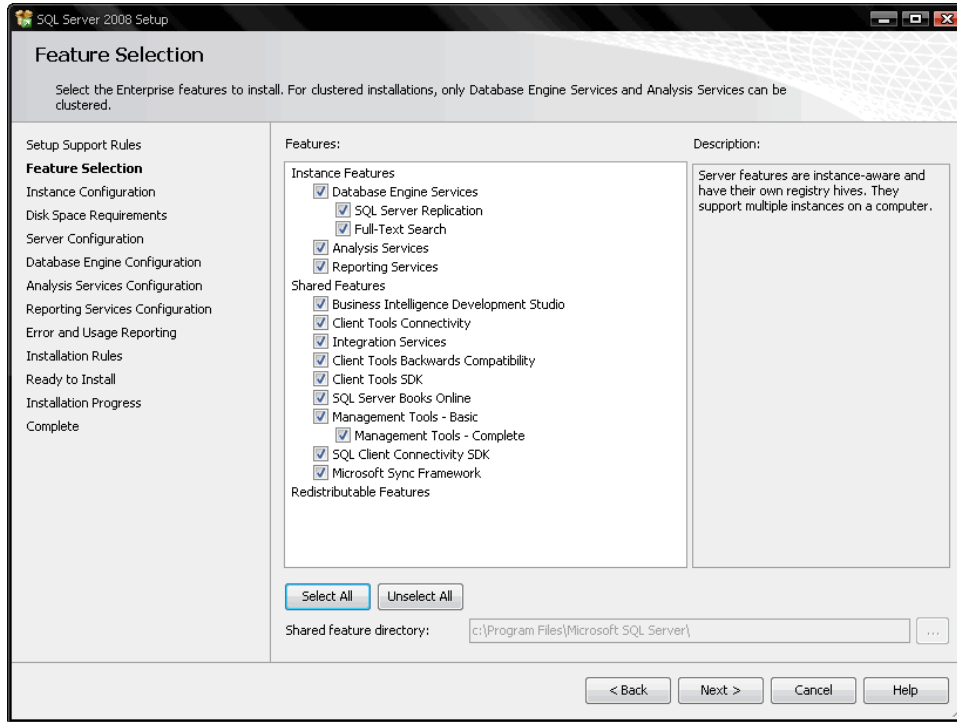 SQL Server 2008 Setup
Feature Selection
Select the Enterprise features to install. For clustered installations, only Database Engine Services and Analysis Services can be
clustered.
Setup Support Rules
Feature Selection
Instance Configuration
Disk Space Requirements
Server Configuration
Database Engine Configuration
Analysis Services Configuration
Reporting Services Configuration
Error and Usage Reporting
Installation Rules
Ready to Install
Installation Progress
Complete
Features:
Instance Features
Database Engine Services
SQL Server Replication
Full-Text Search
Analysis Services
Reporting Services
Shared Features
Business Intelligence Development Studio
Client Tools Connectivity
Integration Services
Client Tools Backwards Compatibility
Client Tools SDK
SQL Server Books Online
Management Tools - Basic
Management Tools - Complete
SQL Client Connectivity SDK
Microsoft Sync Framework
Redistributable Features
Description:
Server features are instance-aware and
have their own registry hives. They
support multiple instances on a computer.
Select All
Unselect All
Shared feature directory:
c:\Program Files\Microsoft SQL Server\
...
< Back
Next >
Cancel
Help